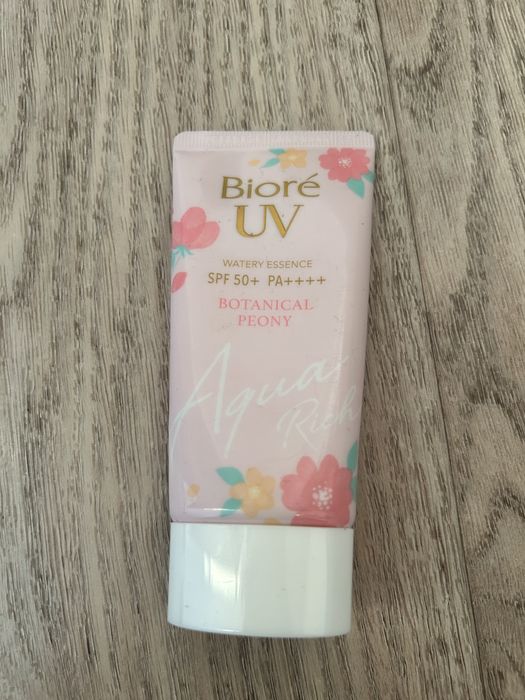 Bioré
UV
WATERY ESSENCE
SPF 50+ PA++++
BOTANICAL
PEONY
Aqua
Rich